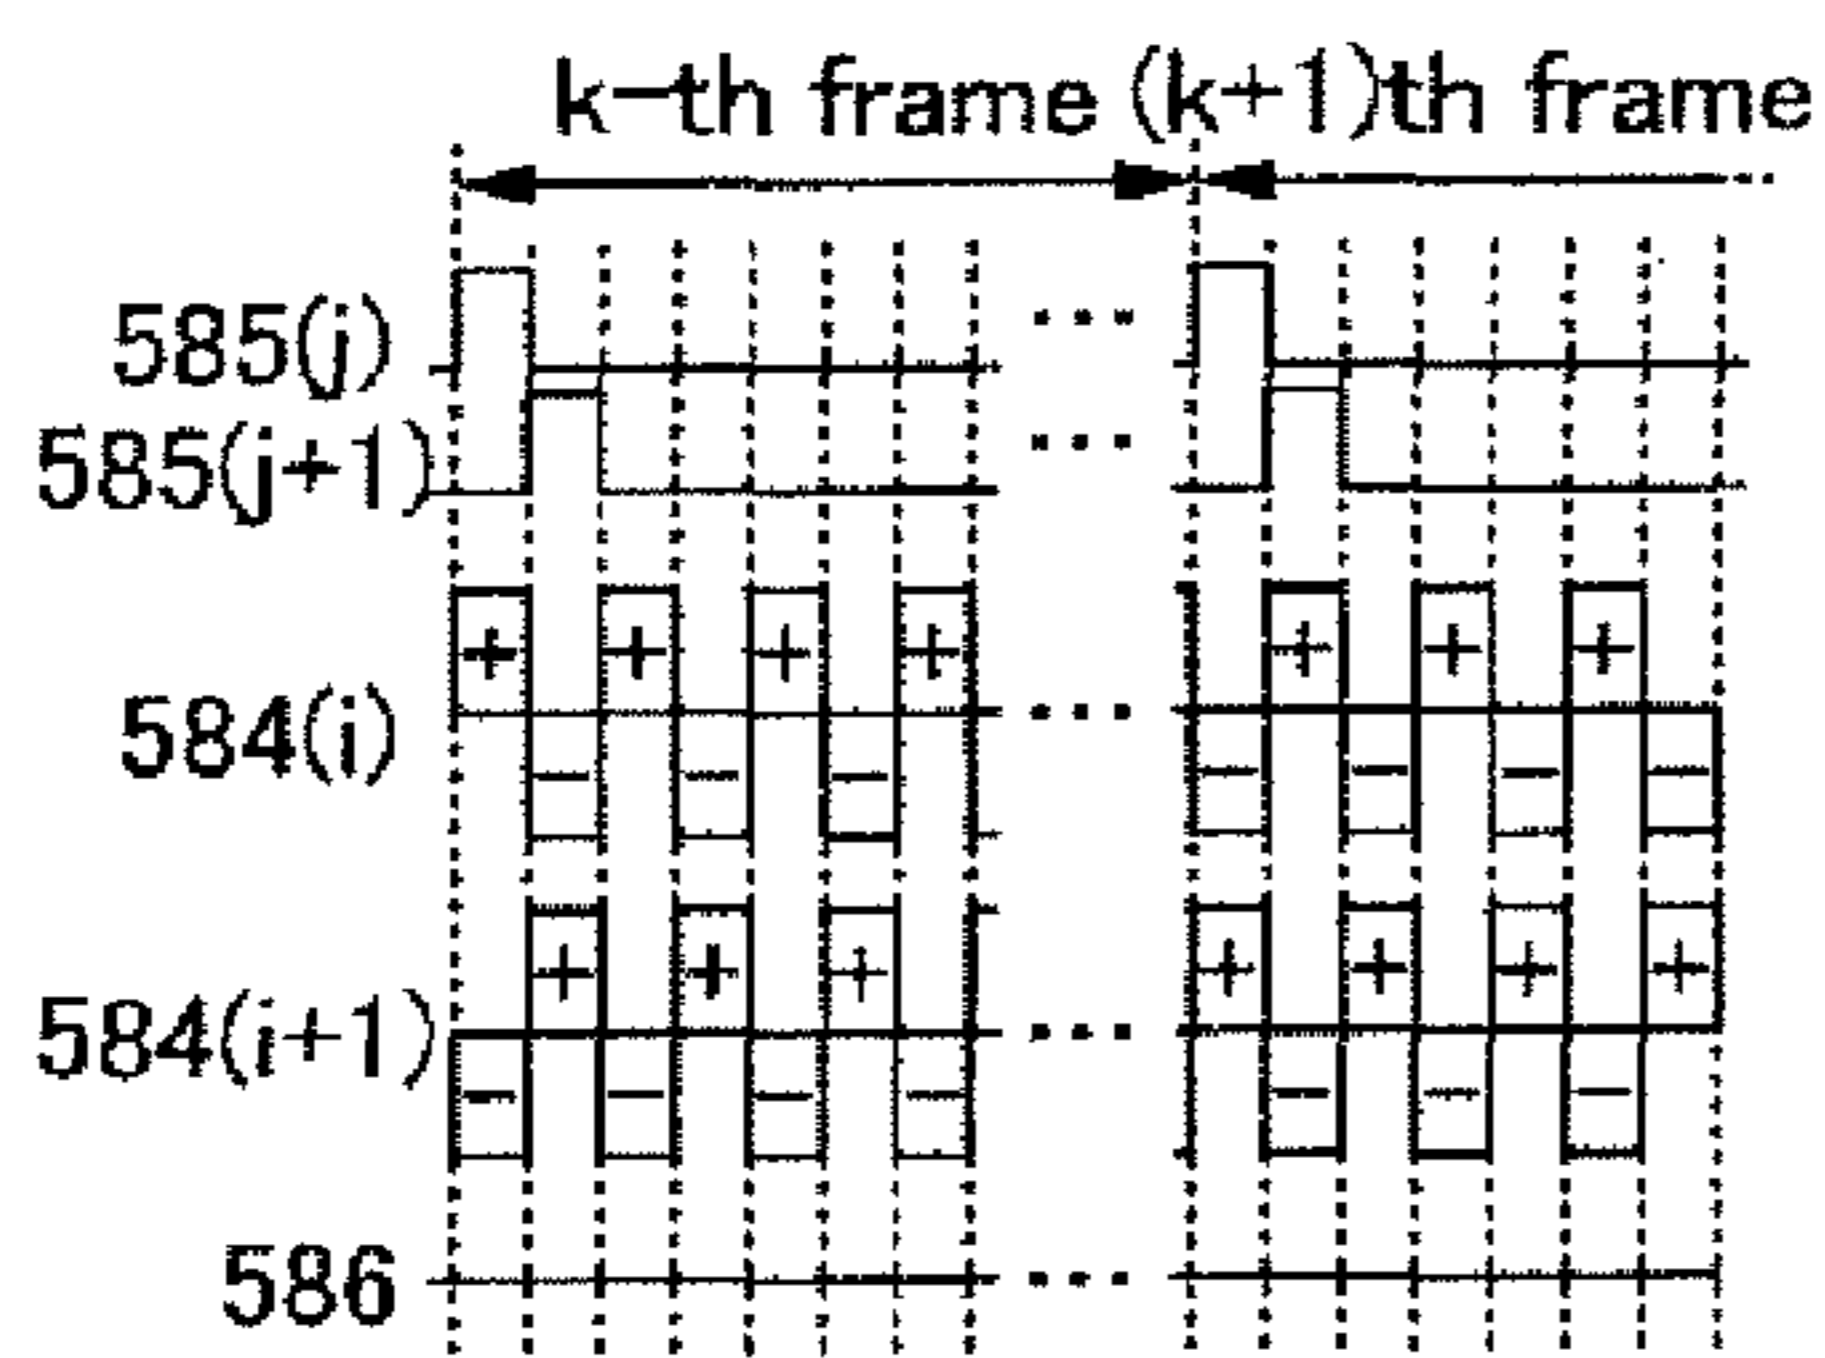 k-th frame (k+1)th frame
585(j)
585(j+1)
+ + + + + + +
584(i)
- - - - - - -
+ + + + + + +
584(i+1)
- - - - - - -
586